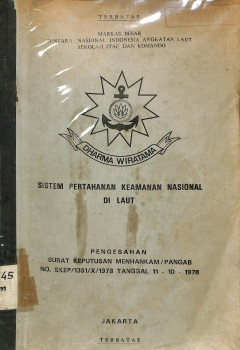 TERBATAS
MARKAS BESAR
TENTARA NASIONAL INDONESIA ANGKATAN LAUT
SEKOLAH STAF DAN KOMANDO
DHARMA WIRATAMA
SISTEM PERTAHANAN KEAMANAN NASIONAL
DI LAUT
PENGESAHAN
SURAT KEPUTUSAN MENHANKAM/PANGAB
NO. SKEP/1381/X/1978 TANGGAL 11 - 10 - 1978
45
m
JAKARTA
TERBATAS